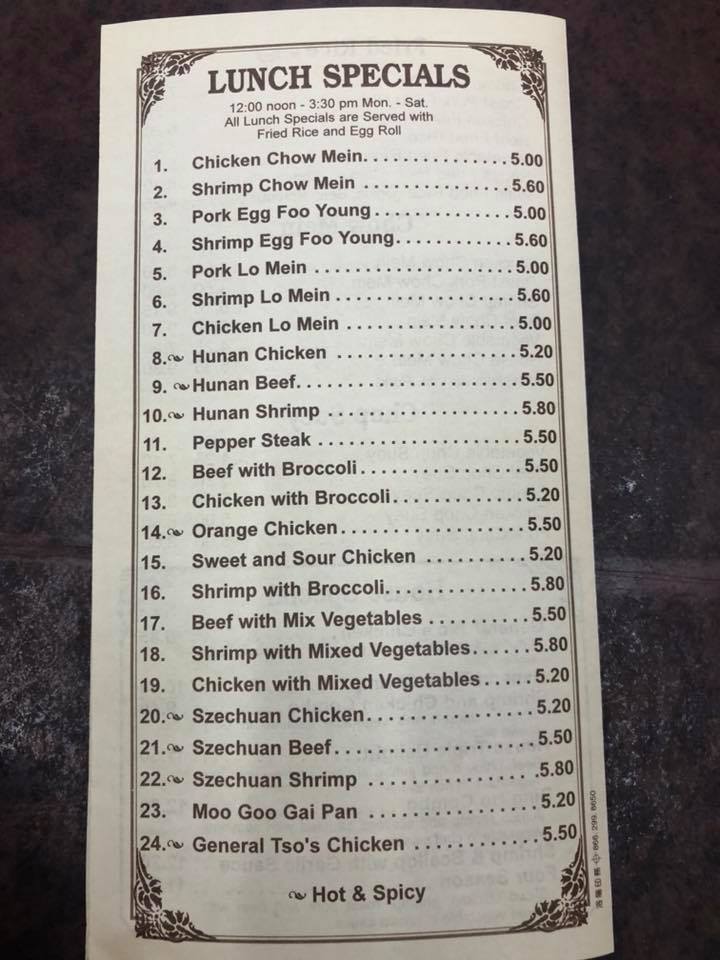 LUNCH SPECIALS
12:00 noon - 3:30 pm Mon. - Sat.
All Lunch Specials are Served with
Fried Rice and Egg Roll
1. Chicken Chow Mein. . . . . . . . . . . . . . . 5.00
2. Shrimp Chow Mein . . . . . . . . . . . . . . . 5.60
3. Pork Egg Foo Young . . . . . . . . . . . . . . 5.00
4. Shrimp Egg Foo Young. . . . . . . . . . . . 5.60
5. Pork Lo Mein . . . . . . . . . . . . . . . . . . . . 5.00
6. Shrimp Lo Mein . . . . . . . . . . . . . . . . . . 5.60
7. Chicken Lo Mein . . . . . . . . . . . . . . . . . 5.00
8. Hunan Chicken . . . . . . . . . . . . . . . . . . 5.20
9. Hunan Beef. . . . . . . . . . . . . . . . . . . . . . 5.50
10. Hunan Shrimp . . . . . . . . . . . . . . . . . . . 5.80
11. Pepper Steak . . . . . . . . . . . . . . . . . . . . 5.50
12. Beef with Broccoli . . . . . . . . . . . . . . . . 5.50
13. Chicken with Broccoli. . . . . . . . . . . . . 5.20
14. Orange Chicken. . . . . . . . . . . . . . . . . . 5.50
15. Sweet and Sour Chicken . . . . . . . . . . 5.20
16. Shrimp with Broccoli. . . . . . . . . . . . . . 5.80
17. Beef with Mix Vegetables . . . . . . . . . . 5.50
18. Shrimp with Mixed Vegetables. . . . . . 5.80
19. Chicken with Mixed Vegetables . . . . . 5.20
20. Szechuan Chicken. . . . . . . . . . . . . . . . 5.20
21. Szechuan Beef. . . . . . . . . . . . . . . . . . . 5.50
22. Szechuan Shrimp . . . . . . . . . . . . . . . . 5.80
23. Moo Goo Gai Pan . . . . . . . . . . . . . . . . 5.20
24. General Tso's Chicken . . . . . . . . . . . . 5.50
Hot & Spicy
866.299.8650